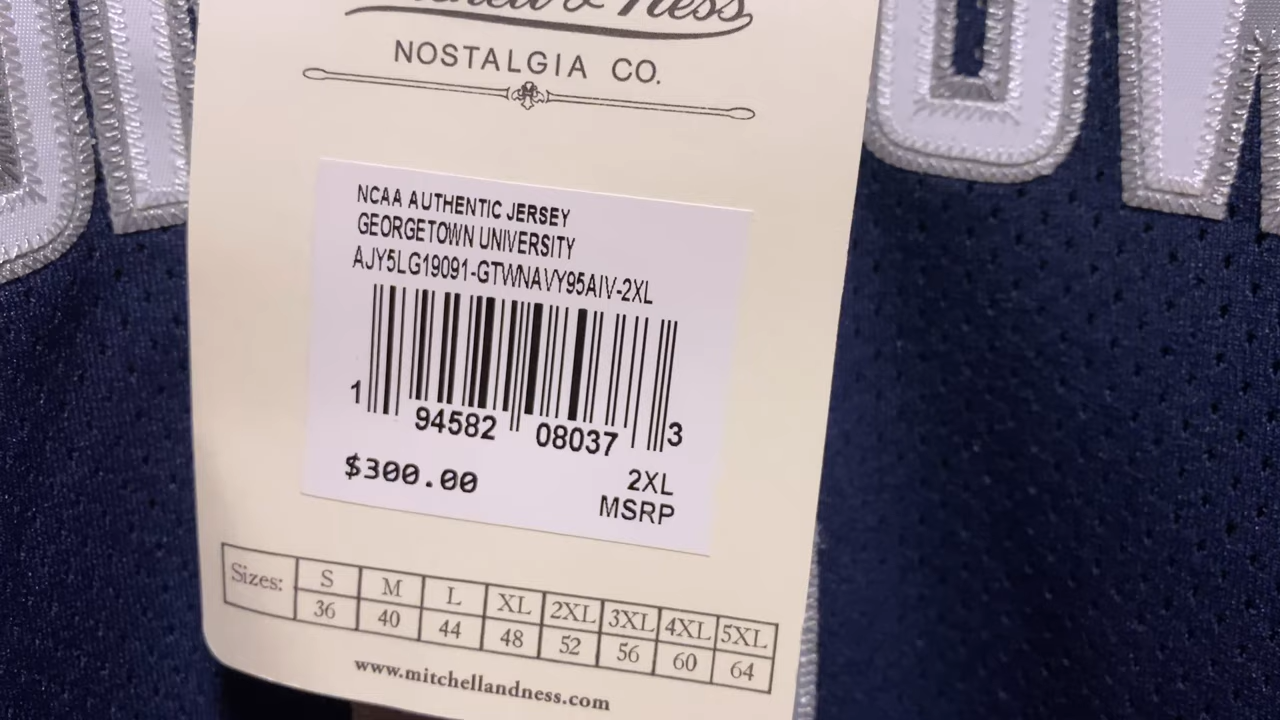 & Ness
NOSTALGIA CO.
NCAA AUTHENTIC JERSEY
GEORGETOWN UNIVERSITY
AJY5LG19091-GTWNAVY95AIV-2XL
1 94582 08037 3
$300.00 2XL
MSRP
Sizes: S M L XL 2XL 3XL 4XL 5XL
36 40 44 48 52 56 60 64
www.mitchellandness.com